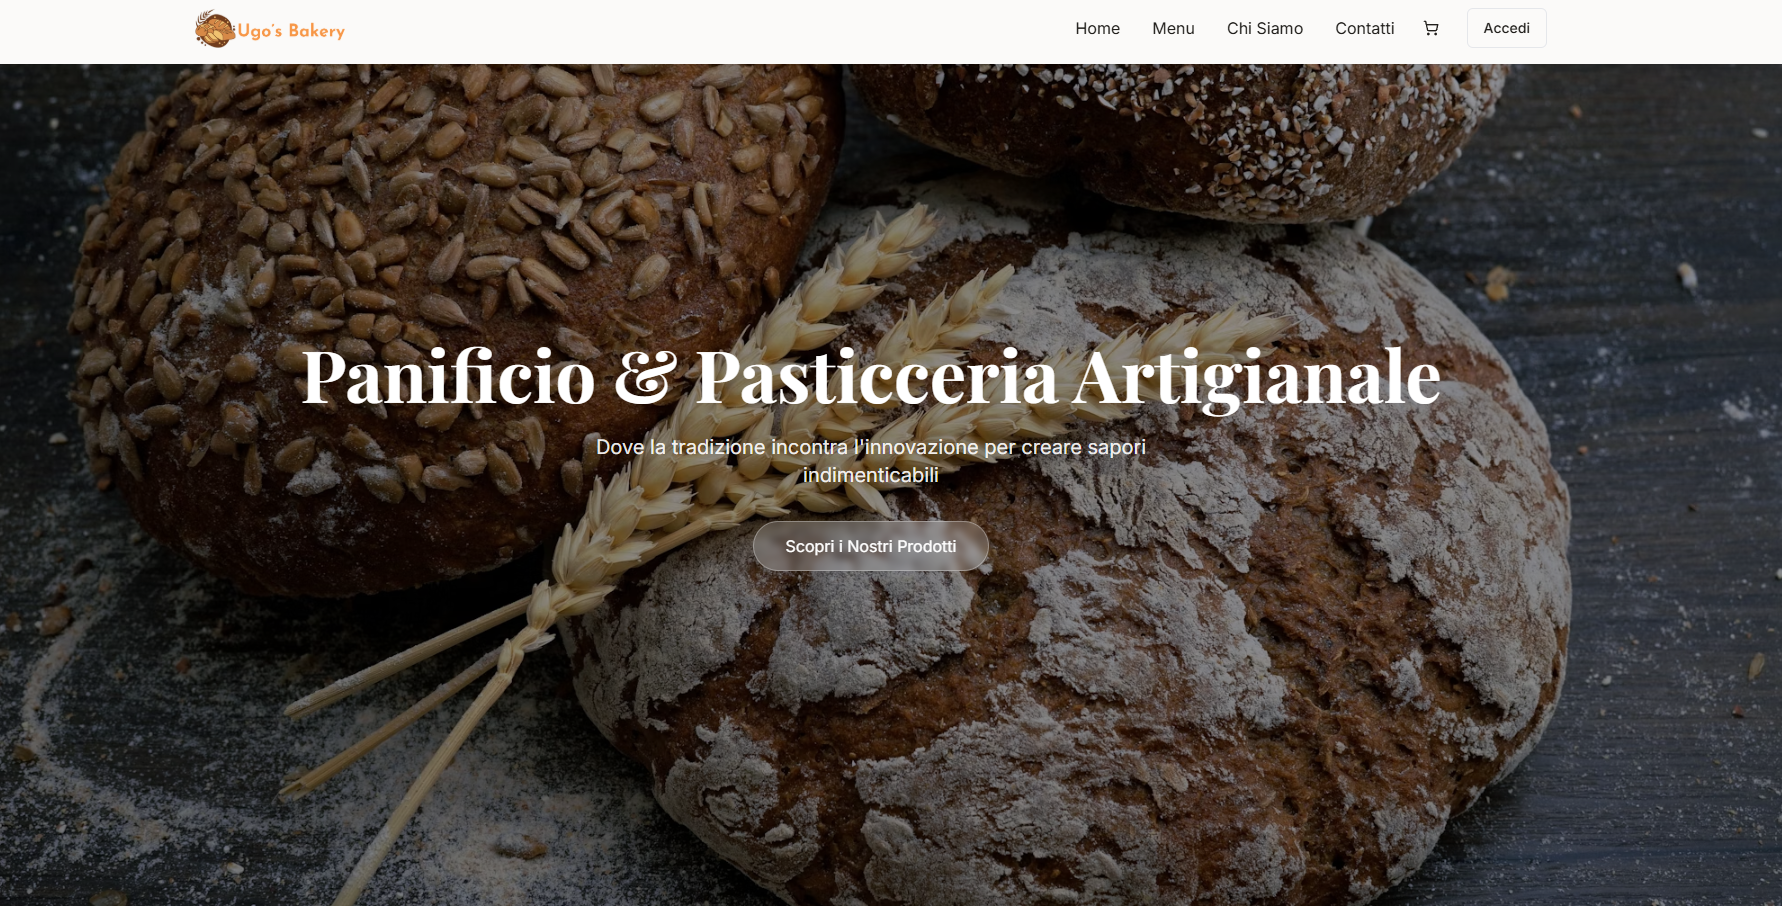 Ugo's Bakery
Home
Menu
Chi Siamo
Contatti
Accedi
Panificio & Pasticceria Artigianale
Dove la tradizione incontra l'innovazione per creare sapori
indimenticabili
Scopri i Nostri Prodotti